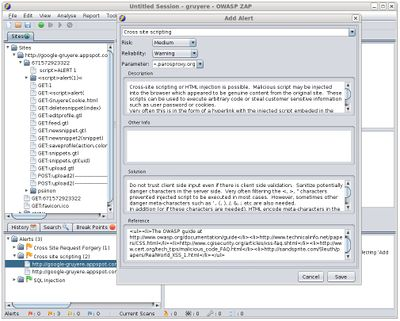 Untitled Session - gruyere - OWASP ZAP
File Edit View Analyse Report Tools
Add Alert
Sites
Cross site scripting
Risk: Medium
Reliability: Warning
Parameter: *.parosproxy.org)
Sites
http://google-gruyere.appspot.co
671572923322
script>ALERT 1
<script>alert(
GET:1
GET:<script>alert(
GET:GruyereCookie.html
GET:deletesnippet(index)
GET:editprofile.gtl
GET:feed.gtl
GET:newsnippet.gtl
GET:newsnippet2(snippet)
GET:saveprofile(action,color
GET:snippets.gtl
GET:snippets.gtl(uid)
GET:upload.gtl
POST:upload2(
POST:upload2(
GET:671572923322
GET:favicon.ico
Description
Cross-site scripting or HTML injection is possible. Malicious script may be injected
into the browser which appeared to be genuine content from the original site. These
scripts can be used to execute arbitrary code or steal customer sensitive information
such as user password or cookies.
Very often this is in the form of a hyperlink with the injected script embeded in the
Other Info
Solution
Do not trust client side input even if there is client side validation. Sanitize potentially
danger characters in the server side. Very often filtering the <, >, " characters
prevented injected script to be executed in most cases. However, sometimes other
danger meta-characters such as ', (, ), /, &, ; etc are also needed.
In addition (or if these characters are needed), HTML encode meta-characters in the
Reference
<ul><li>The OWASP guide at
http://www.owasp.org/documentation/guide</li><li>http://www.technicalinfo.net/pape
rs/CSS.html</li><li>http://www.cgisecurity.org/articles/xss-faq.shtml</li><li>http://ww
w.cert.org/tech_tips/malicious_code_FAQ.html</li><li>http://sandsprite.com/Sleuth/p
apers/RealWorld_XSS_1.html</li></ul>
Cancel Save
History Search Break Points
Alerts (3)
Cross Site Request Forgery (1)
Cross site scripting (2)
http://google-gruyere.appspot.com
http://google-gruyere.appspot.com
SQL Injection
Alerts 0 3 0 0 Current Scans 0 0 0 0